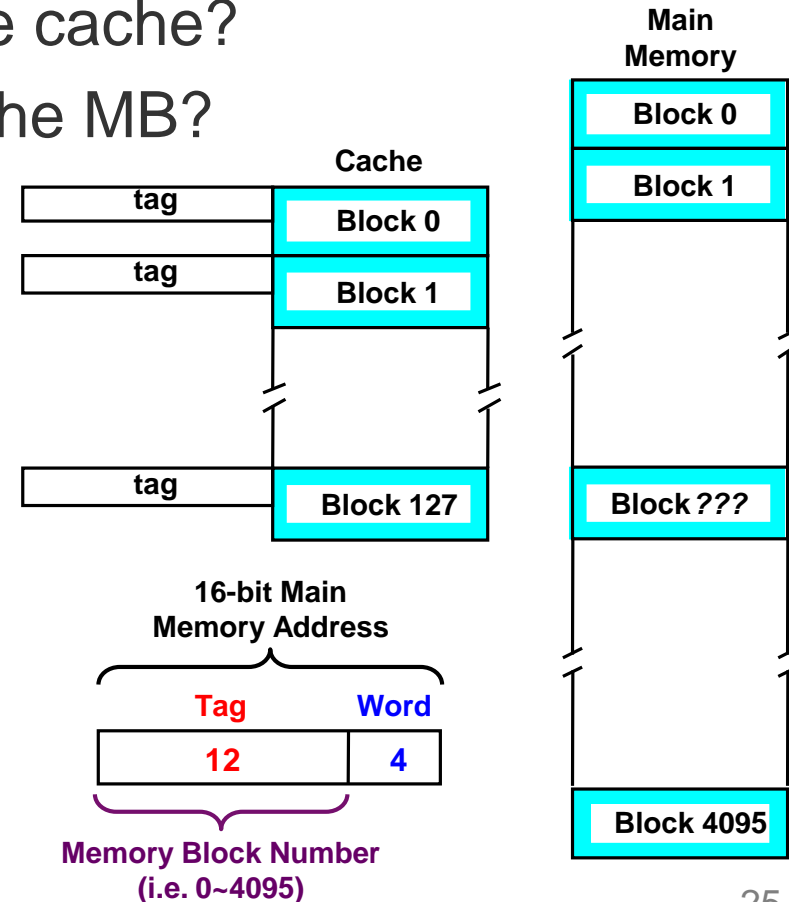 e cache?
he MB?
Main
Memory
Block 0
Block 1
Block ???
Block 4095
Cache
tag
Block 0
tag
Block 1
tag
Block 127
16-bit Main
Memory Address
Tag
Word
12
4
Memory Block Number
(i.e. 0~4095)
25